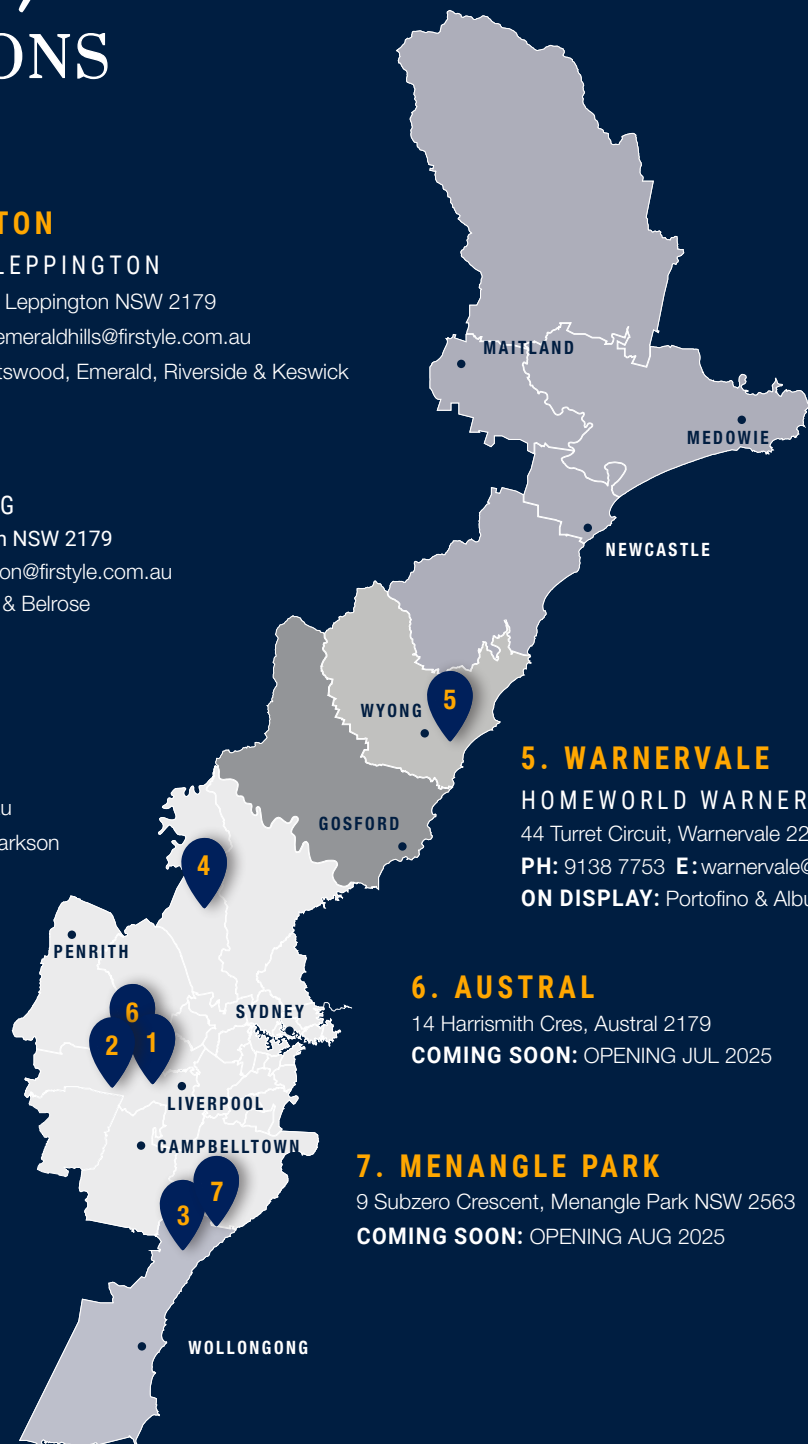 ONS
TON
LEPPINGTON
Leppington NSW 2179
emeraldhills@firstyle.com.au
tswood, Emerald, Riverside & Keswick
MAITLAND
MEDOWIE
G
n NSW 2179
on@firstyle.com.au
& Belrose
NEWCASTLE
5
WYONG
5. WARNERVALE
HOMEWORLD WARNER
44 Turret Circuit, Warnervale 22
PH: 9138 7753 E: warnervale@
ON DISPLAY: Portofino & Albu
u
arkson
GOSFORD
4
PENRITH
6
2
1
SYDNEY
6. AUSTRAL
14 Harrismith Cres, Austral 2179
COMING SOON: OPENING JUL 2025
LIVERPOOL
CAMPBELLTOWN
7
3
7. MENANGLE PARK
9 Subzero Crescent, Menangle Park NSW 2563
COMING SOON: OPENING AUG 2025
WOLLONGONG